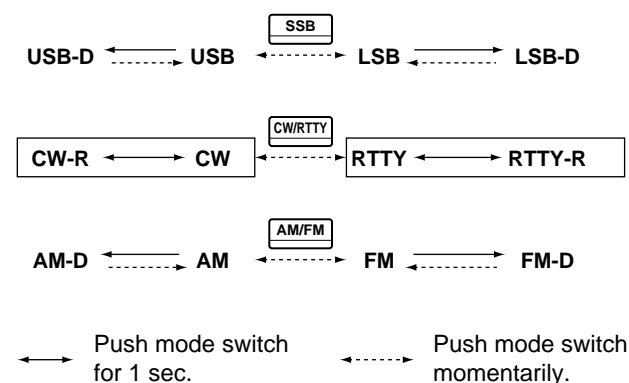 SSB
USB-D USB LSB LSB-D
CW/RTTY
CW-R CW RTTY RTTY-R
AM/FM
AM-D AM FM FM-D
Push mode switch for 1 sec.
Push mode switch momentarily.